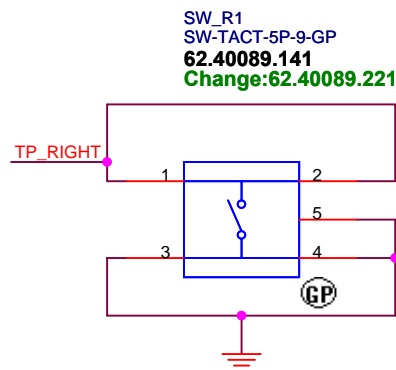 SW_R1
SW-TACT-5P-9-GP
62.40089.141
Change:62.40089.221
TP_RIGHT
1
2
5
3
4
GP